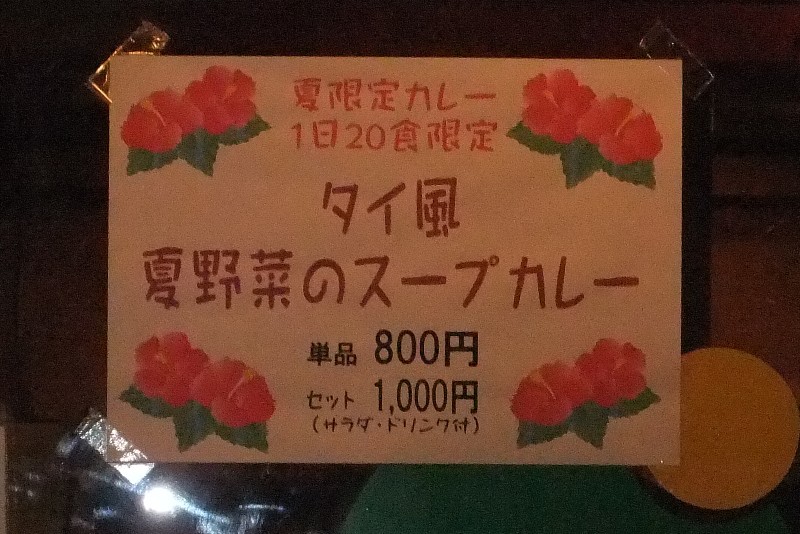 夏限定カレー
1日20食限定
タイ風
夏野菜のスープカレー
単品 800円
セット 1,000円
(サラダ・ドリンク付)